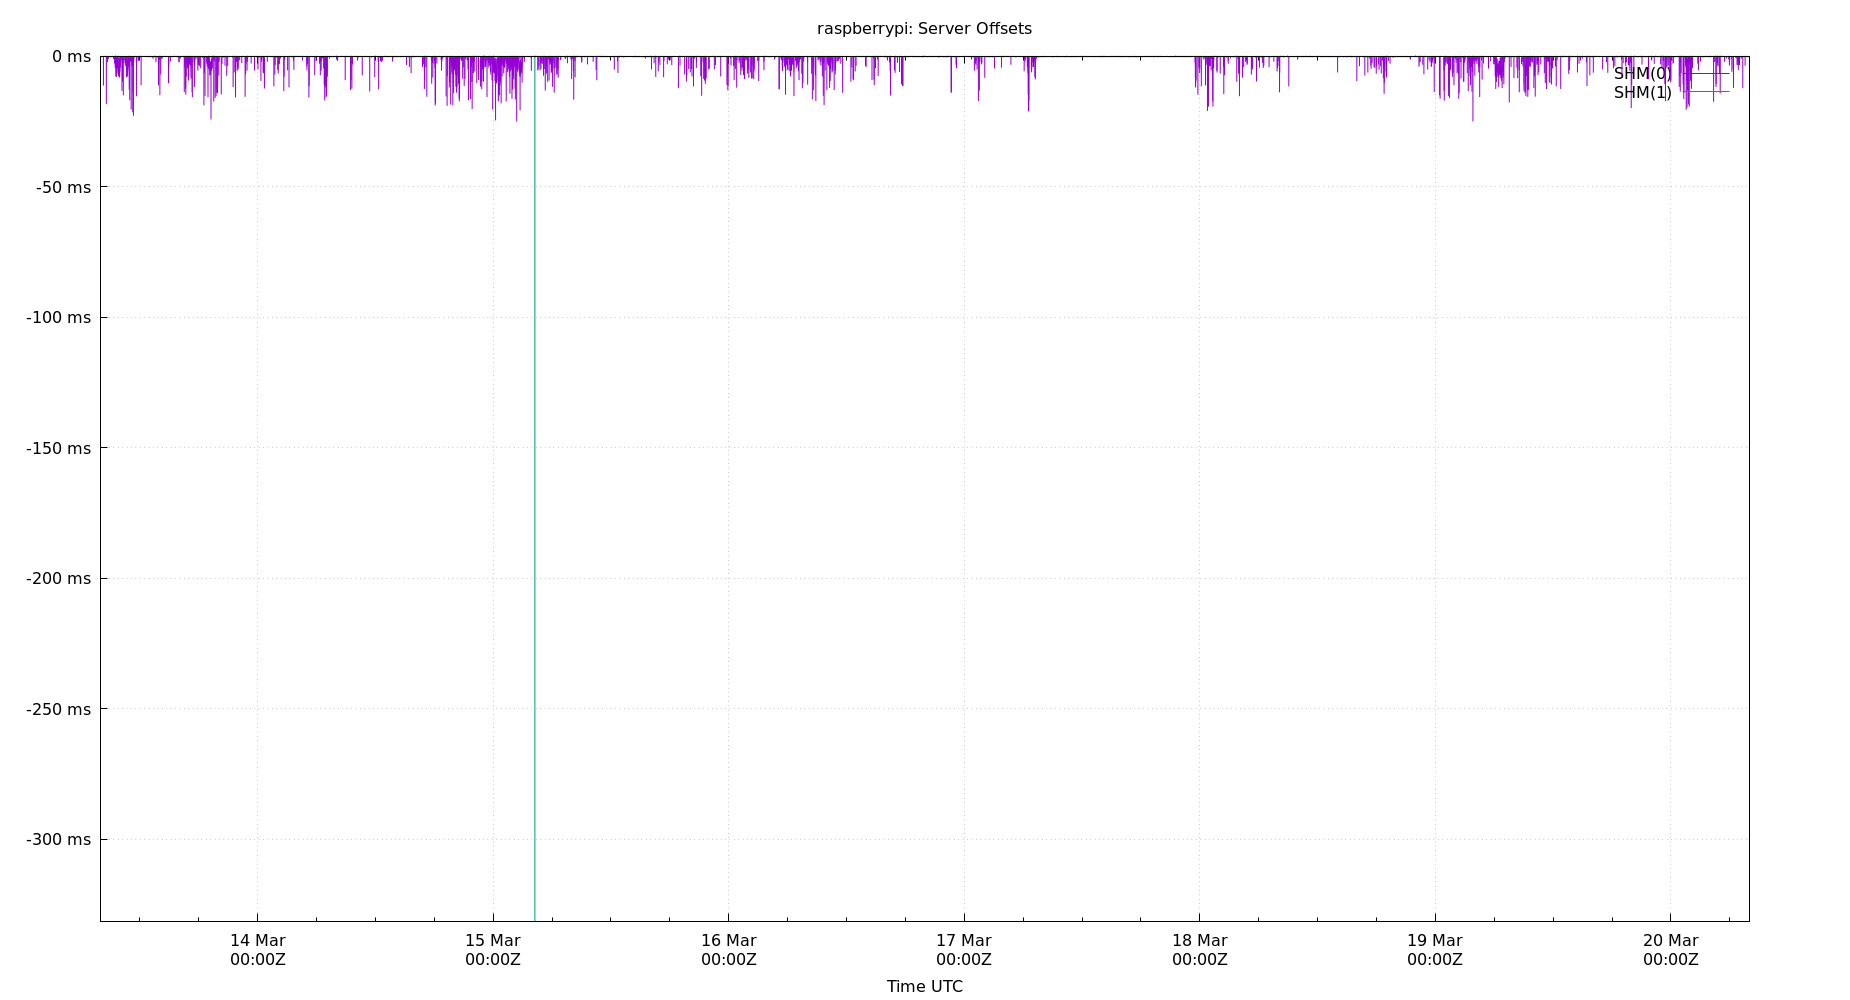 raspberrypi: Server Offsets
0 ms
SHM(0)
SHM(1)
-50 ms
-100 ms
-150 ms
-200 ms
-250 ms
-300 ms
14 Mar 15 Mar 16 Mar 17 Mar 18 Mar 19 Mar 20 Mar
00:00Z 00:00Z 00:00Z 00:00Z 00:00Z 00:00Z 00:00Z
Time UTC